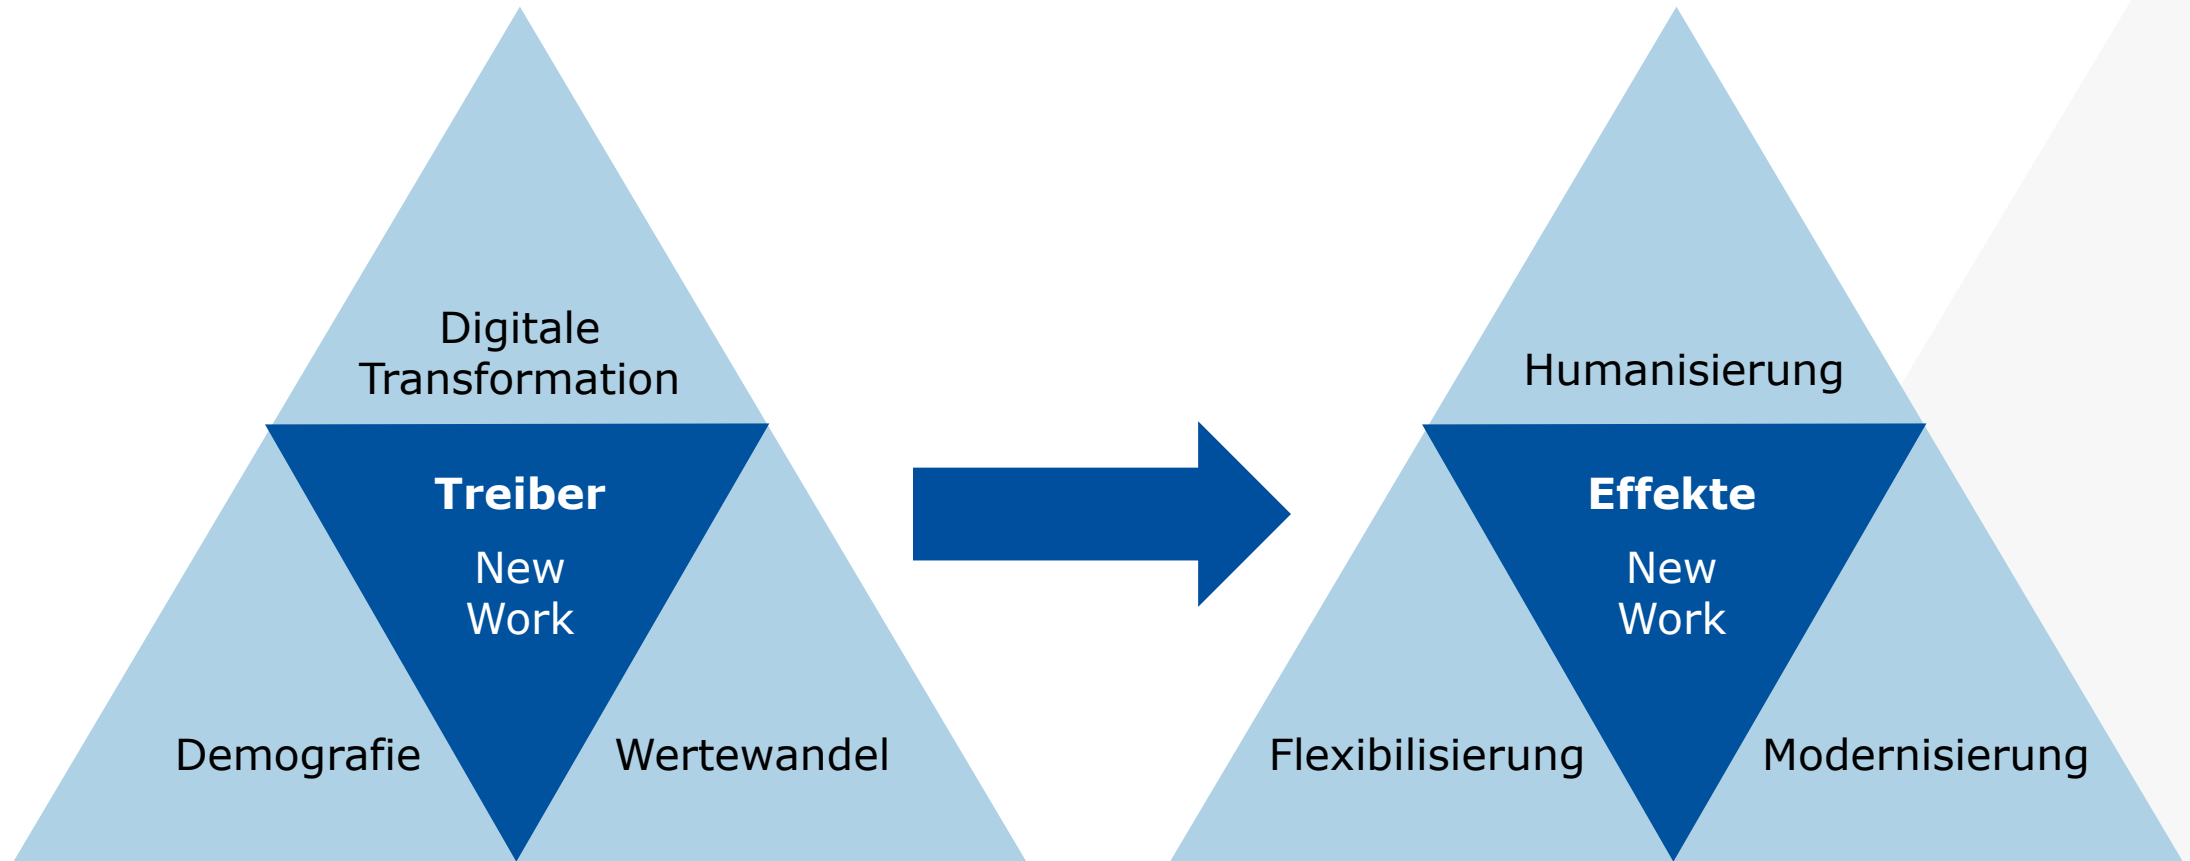 Digitale
Transformation
Treiber
New
Work
Demografie
Wertewandel
Humanisierung
Effekte
New
Work
Flexibilisierung
Modernisierung